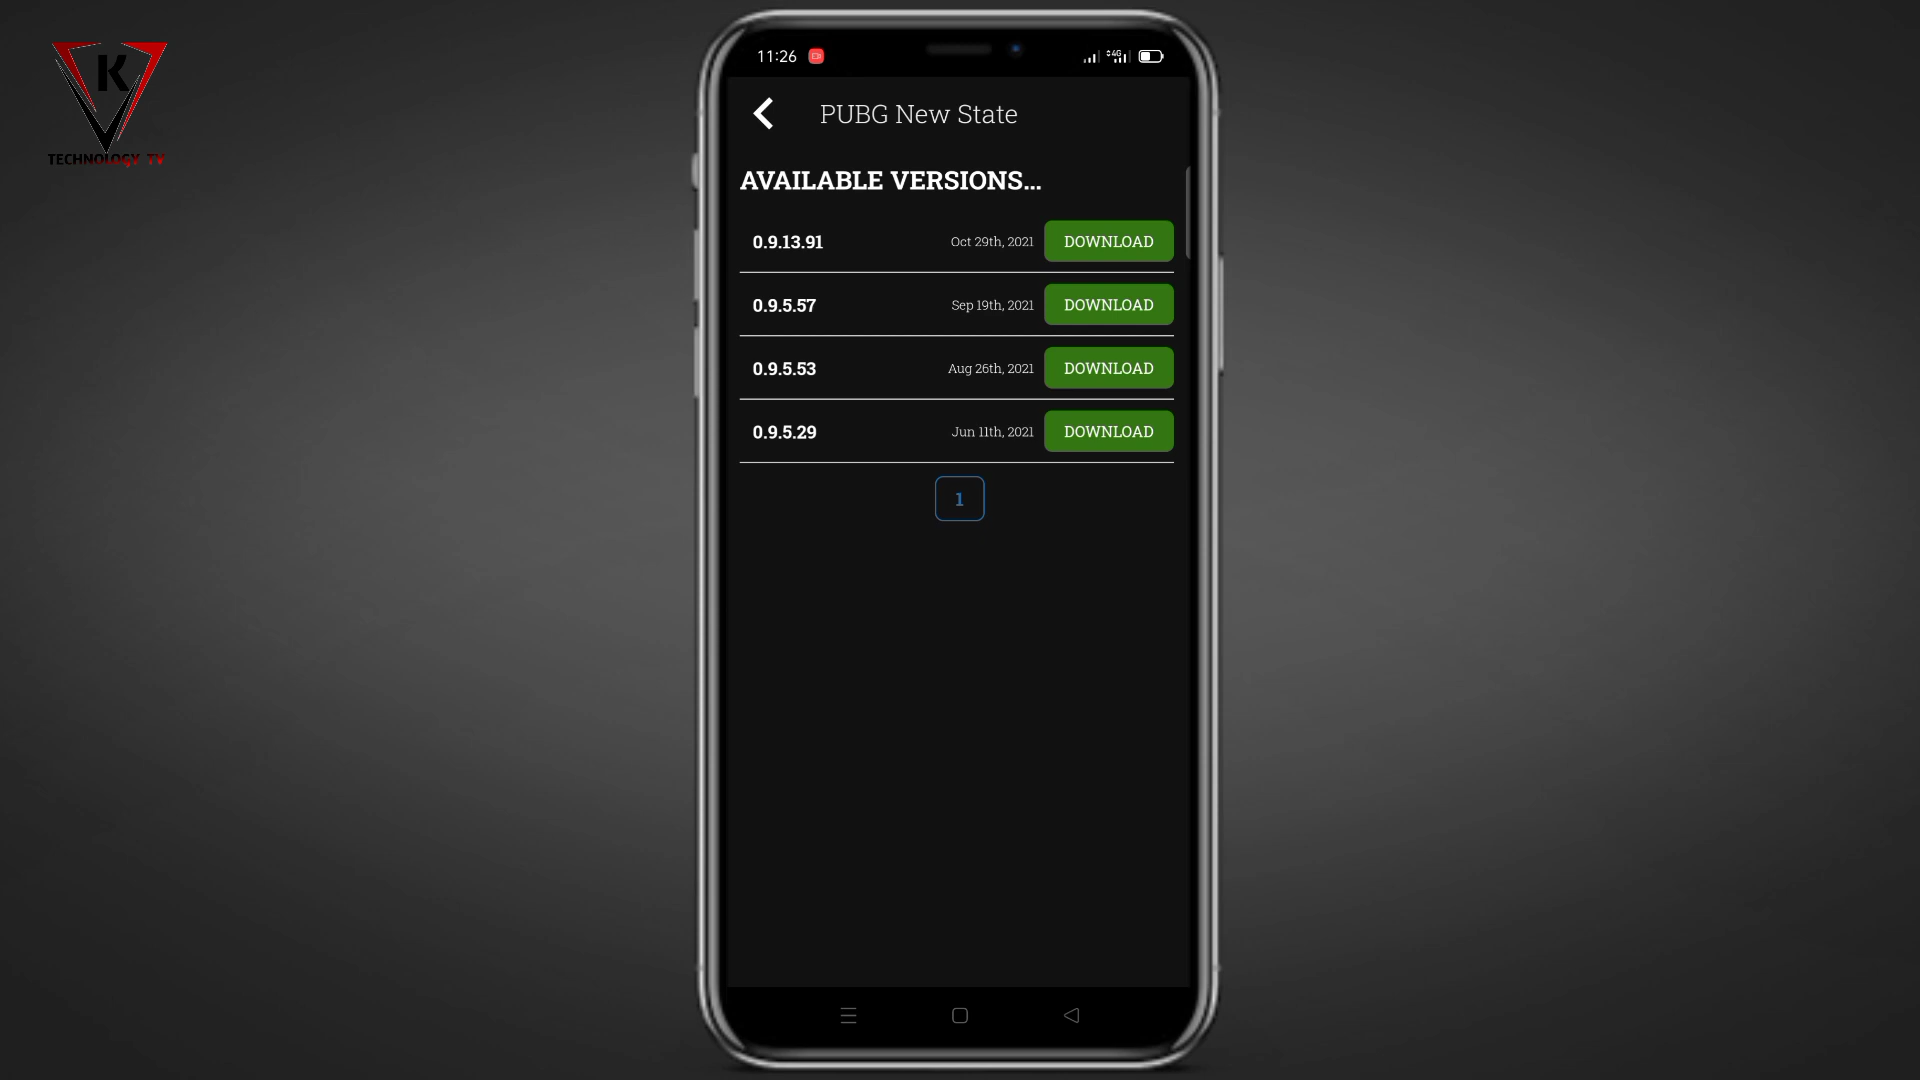 K
TECHNOLOGY TV
11:26
4G
PUBG New State
AVAILABLE VERSIONS...
0.9.13.91 Oct 29th, 2021 DOWNLOAD
0.9.5.57 Sep 19th, 2021 DOWNLOAD
0.9.5.53 Aug 26th, 2021 DOWNLOAD
0.9.5.29 Jun 11th, 2021 DOWNLOAD
1